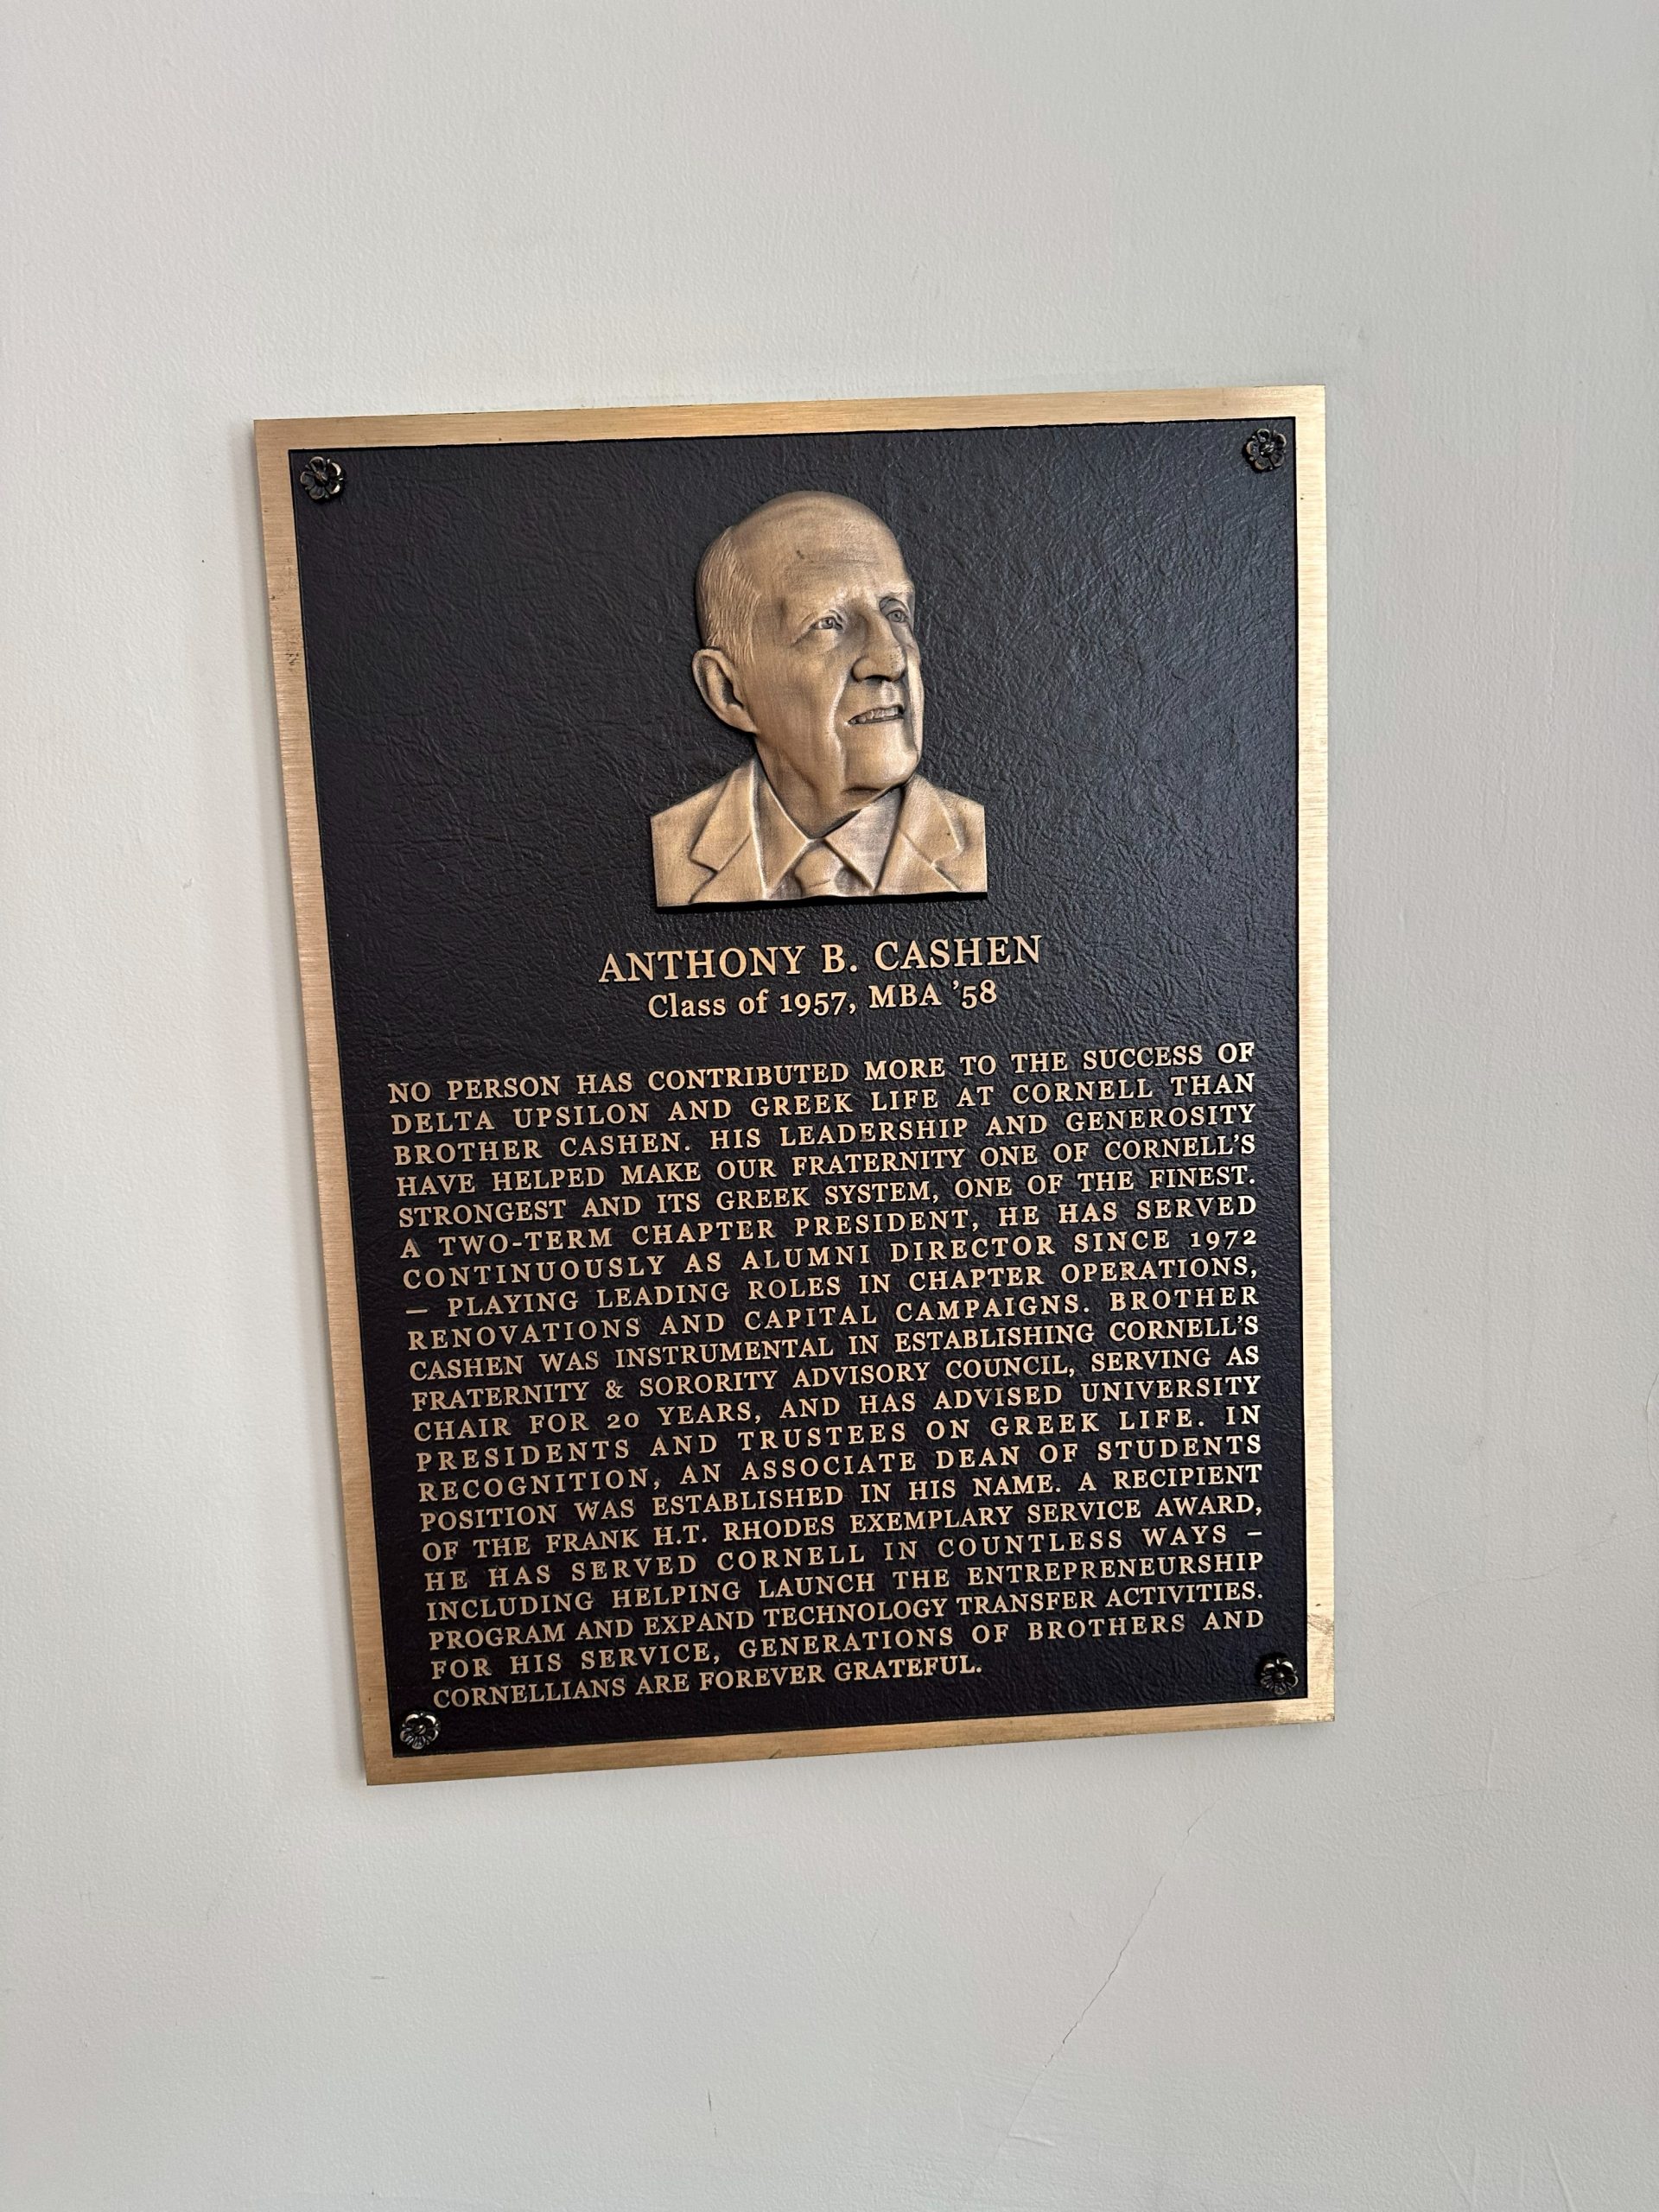 ANTHONY B. CASHEN
Class of 1957, MBA '58
NO PERSON HAS CONTRIBUTED MORE TO THE SUCCESS OF
DELTA UPSILON AND GREEK LIFE AT CORNELL THAN
BROTHER CASHEN. HIS LEADERSHIP AND GENEROSITY
HAVE HELPED MAKE OUR FRATERNITY ONE OF CORNELL'S
STRONGEST AND ITS GREEK SYSTEM, ONE OF THE FINEST.
A TWO-TERM CHAPTER PRESIDENT, HE HAS SERVED
CONTINUOUSLY AS ALUMNI DIRECTOR SINCE 1972
— PLAYING LEADING ROLES IN CHAPTER OPERATIONS,
RENOVATIONS AND CAPITAL CAMPAIGNS. BROTHER
CASHEN WAS INSTRUMENTAL IN ESTABLISHING CORNELL'S
FRATERNITY & SORORITY ADVISORY COUNCIL, SERVING AS
CHAIR FOR 20 YEARS, AND HAS ADVISED UNIVERSITY
PRESIDENTS AND TRUSTEES ON GREEK LIFE. IN
RECOGNITION, AN ASSOCIATE DEAN OF STUDENTS
POSITION WAS ESTABLISHED IN HIS NAME. A RECIPIENT
OF THE FRANK H.T. RHODES EXEMPLARY SERVICE AWARD,
HE HAS SERVED CORNELL IN COUNTLESS WAYS –
INCLUDING HELPING LAUNCH THE ENTREPRENEURSHIP
PROGRAM AND EXPAND TECHNOLOGY TRANSFER ACTIVITIES.
FOR HIS SERVICE, GENERATIONS OF BROTHERS AND
CORNELLIANS ARE FOREVER GRATEFUL.